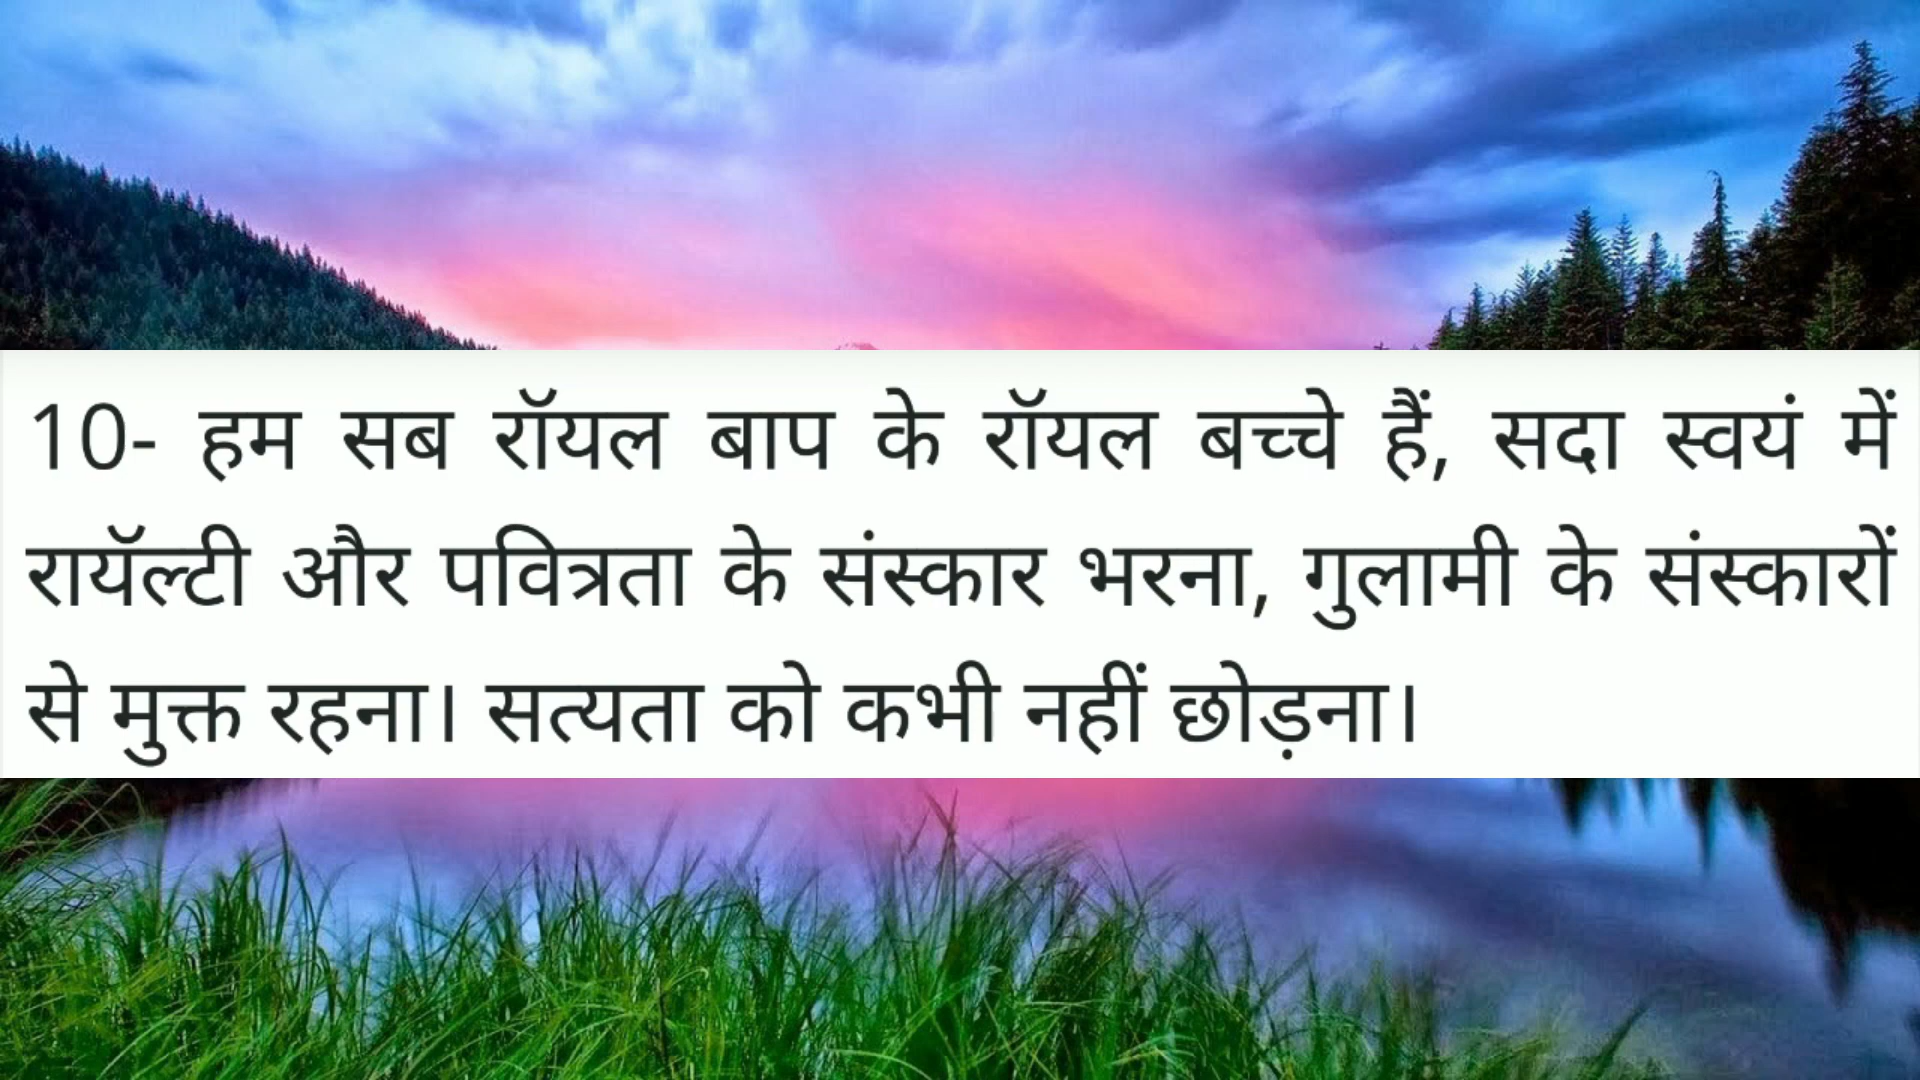 10- हम सब रॉयल बाप के रॉयल बच्चे हैं, सदा स्वयं में
रायॅल्टी और पवित्रता के संस्कार भरना, गुलामी के संस्कारों
से मुक्त रहना। सत्यता को कभी नहीं छोड़ना।